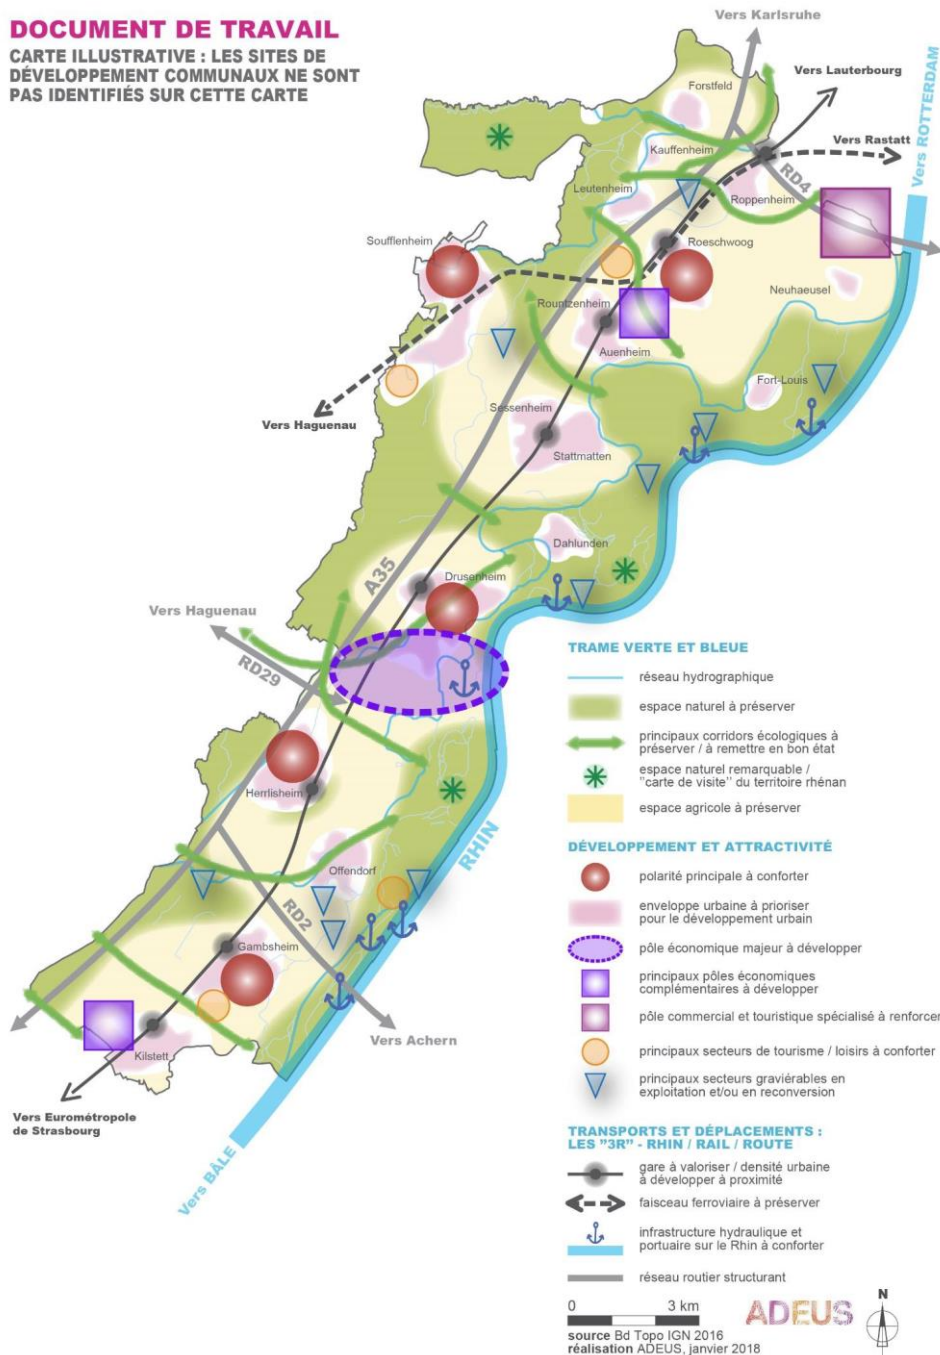 DOCUMENT DE TRAVAIL
CARTE ILLUSTRATIVE : LES SITES DE
DÉVELOPPEMENT COMMUNAUX NE SONT
PAS IDENTIFIÉS SUR CETTE CARTE
Vers Karlsruhe
Vers Lauterbourg
Vers ROTTERDAM
Forstfeld
Vers Rastatt
Kauffenheim
RD4
Leutenheim
Roppenheim
Soufflenheim
Roeschwoog
Neuhaeusel
Rountzenheim
Auenheim
Fort-Louis
Vers Haguenau
Sessenheim
Stattmatten
Dahlunden
A35
Drusenheim
Vers Haguenau
RD29
Herrlisheim
RHIN
Offendorf
RD2
Gambsheim
Vers Achern
Kilstett
Vers Eurométropole
de Strasbourg
Vers BÂLE
TRAME VERTE ET BLEUE
réseau hydrographique
espace naturel à préserver
principaux corridors écologiques à
préserver / à remettre en bon état
espace naturel remarquable /
"carte de visite" du territoire rhénan
espace agricole à préserver
DÉVELOPPEMENT ET ATTRACTIVITÉ
polarité principale à conforter
enveloppe urbaine à prioriser
pour le développement urbain
pôle économique majeur à développer
principaux pôles économiques
complémentaires à développer
pôle commercial et touristique spécialisé à renforcer
principaux secteurs de tourisme / loisirs à conforter
principaux secteurs graviérables en
exploitation et/ou en reconversion
TRANSPORTS ET DÉPLACEMENTS :
LES "3R" - RHIN / RAIL / ROUTE
gare à valoriser / densité urbaine
à développer à proximité
faisceau ferroviaire à préserver
infrastructure hydraulique et
portuaire sur le Rhin à conforter
réseau routier structurant
0 3 km
ADEUS
N
source Bd Topo IGN 2016
réalisation ADEUS, janvier 2018